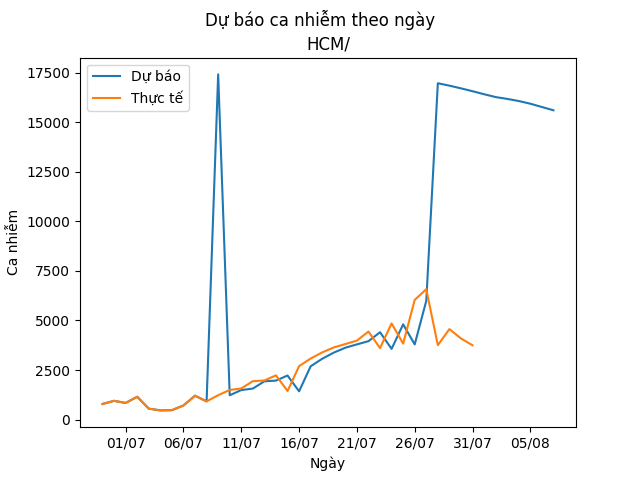 Dự báo ca nhiễm theo ngày
HCM/
Dự báo
Thực tế
17500
15000
12500
10000
7500
5000
2500
0
Ca nhiễm
01/07
06/07
11/07
16/07
21/07
26/07
31/07
05/08
Ngày